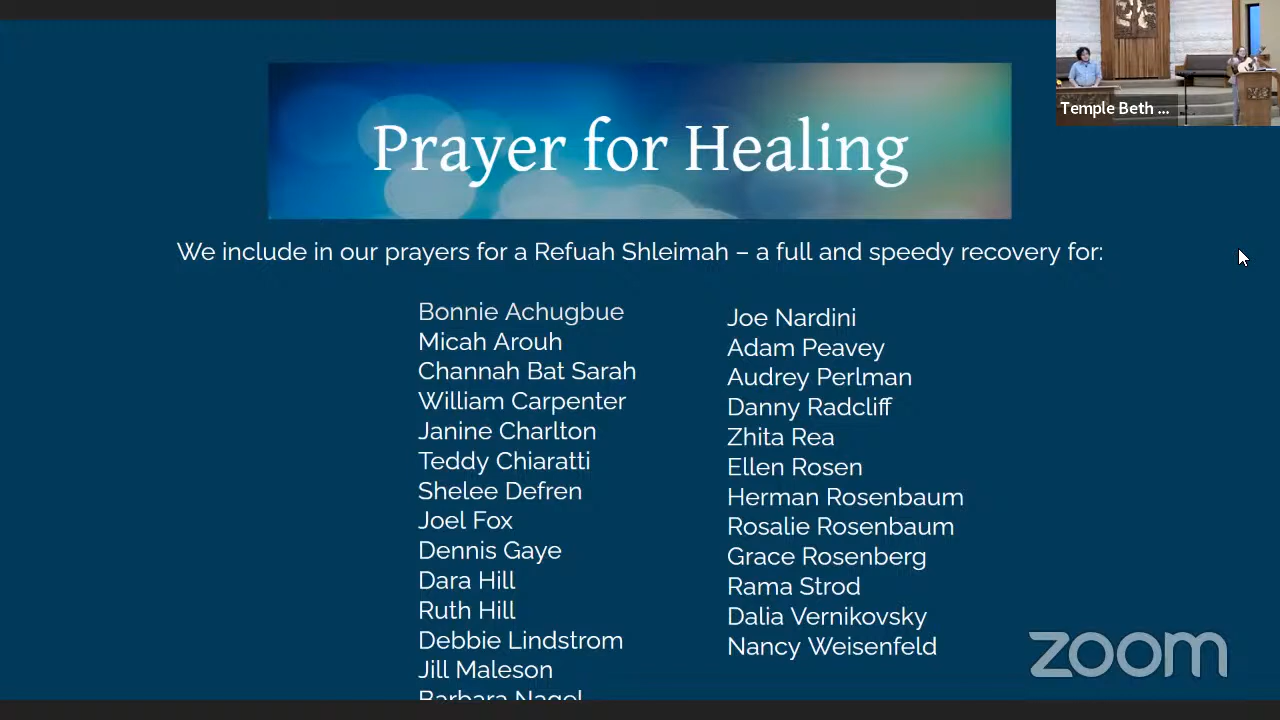 Temple Beth ...
Prayer for Healing
We include in our prayers for a Refuah Shleimah – a full and speedy recovery for:
Bonnie Achugbue
Micah Arouh
Channah Bat Sarah
William Carpenter
Janine Charlton
Teddy Chiaratti
Shelee Defren
Joel Fox
Dennis Gaye
Dara Hill
Ruth Hill
Debbie Lindstrom
Jill Maleson
Barbara Nagel
Joe Nardini
Adam Peavey
Audrey Perlman
Danny Radcliff
Zhita Rea
Ellen Rosen
Herman Rosenbaum
Rosalie Rosenbaum
Grace Rosenberg
Rama Strod
Dalia Vernikovsky
Nancy Weisenfeld
zoom